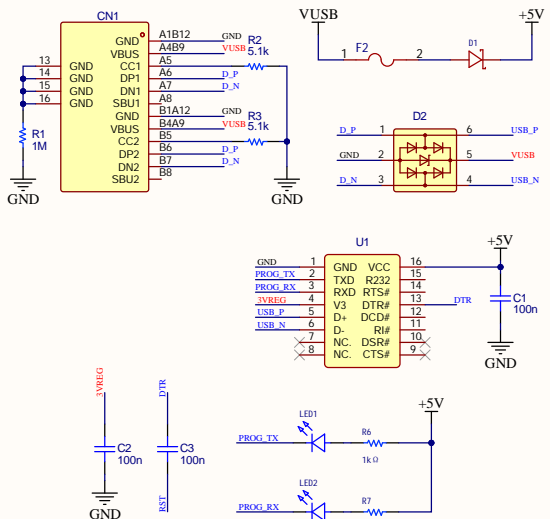 CN1
GND A1B12 GND
VBUS A4B9 VUSB R2
CC1 A5 5.1k
13 GND DP1 A6 D_P
14 GND DN1 A7 D_N
15 GND SBU1 A8
16 GND GND B1A12 GND
VBUS B4A9 VUSB R3
CC2 B5 5.1k
R1 DP2 B6 D_P
1M DN2 B7 D_N
SBU2 B8
GND GND
VUSB +5V
1 F2 2 D1
D2
D_P 1 6 USB_P
GND 2 5 VUSB
D_N 3 4 USB_N
GND
U1
+5V
GND 1 GND VCC 16
PROG_TX 2 TXD R232 15
PROG_RX 3 RXD RTS# 14
3VREG 4 V3 DTR# 13 DTR
USB_P 5 D+ DCD# 12
USB_N 6 D- RI# 11
7 NC. DSR# 10
8 NC. CTS# 9
C1
100n
GND
3VREG DTR
C2 C3
100n 100n
GND RST
+5V
LED1
PROG_TX R6
1k Ω
LED2
PROG_RX R7